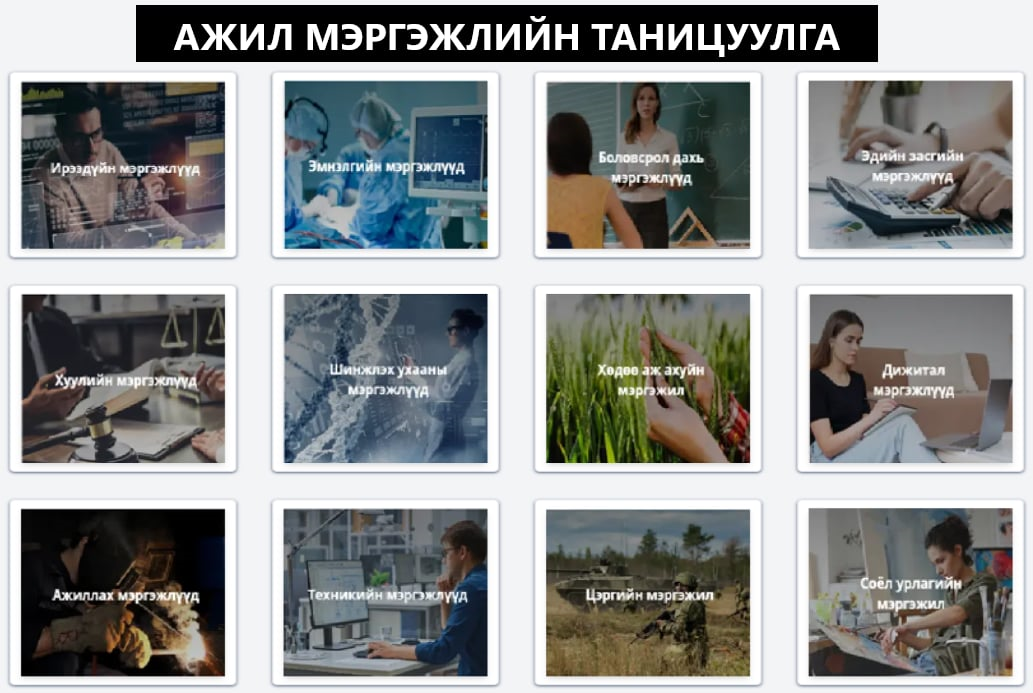 АЖИЛ МЭРГЭЖЛИЙН ТАНИЦУУЛГА
Ирээдүйн мэргэжлүүд
Эмнэлгийн мэргэжлүүд
Боловсрол дахь
мэргэжлүүд
Эдийн засгийн
мэргэжлүүд
Хуулийн мэргэжлүүд
Шинжлэх ухааны
мэргэжлүүд
Хөдөө аж ахуйн
мэргэжил
Дижитал
мэргэжлүүд
Ажиллах мэргэжлүүд
Техникийн мэргэжлүүд
Цэргийн мэргэжил
Соёл урлагийн
мэргэжил